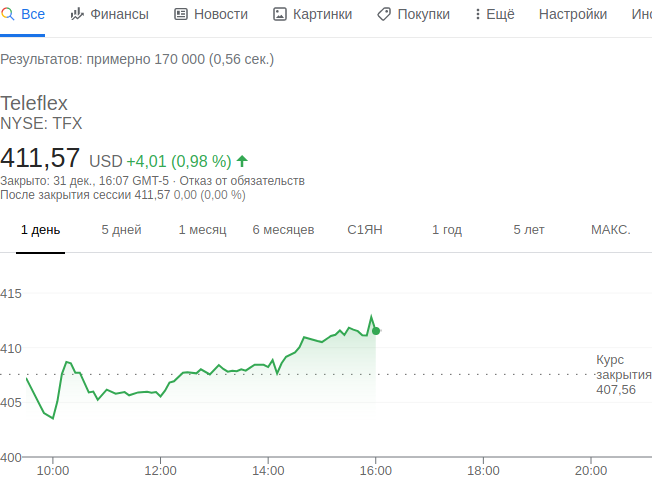 Все Финансы Новости Картинки Покупки Ещё Настройки
Результатов: примерно 170 000 (0,56 сек.)
Teleflex
NYSE: TFX
411,57 USD +4,01 (0,98 %)
Закрыто: 31 дек., 16:07 GMT-5 · Отказ от обязательств
После закрытия сессии 411,57 0,00 (0,00 %)
1 день 5 дней 1 месяц 6 месяцев С1ЯН 1 год 5 лет МАКС.
415
410
Курс
закрытия
407,56
405
400
10:00 12:00 14:00 16:00 18:00 20:00